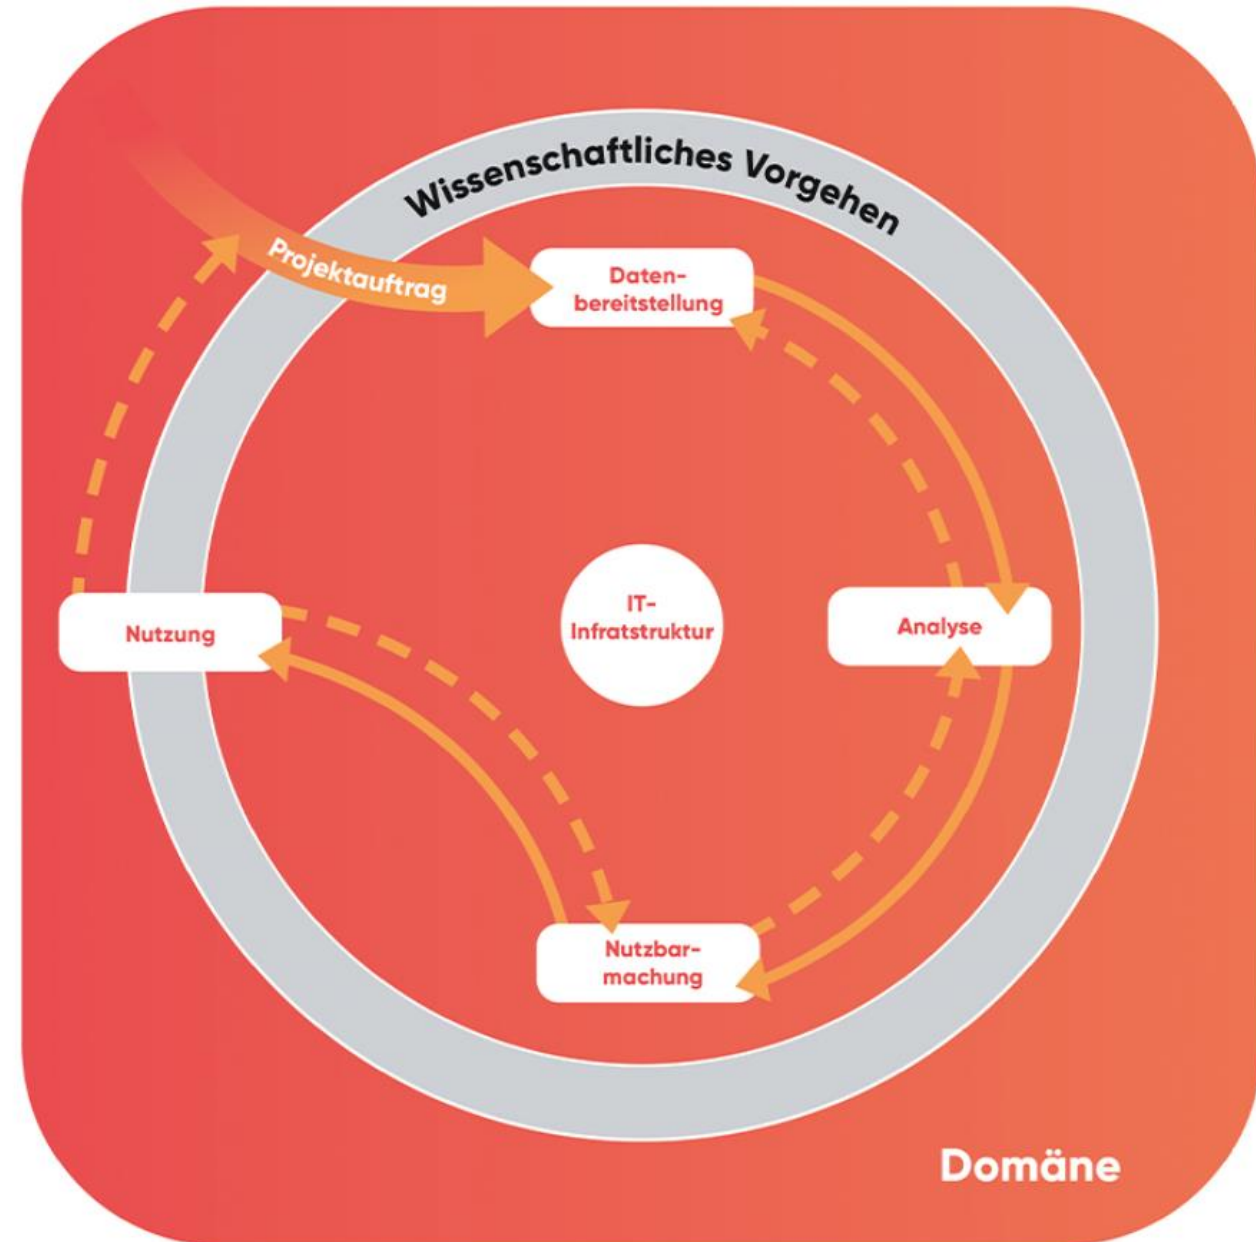 Wissenschaftliches Vorgehen
Projektauftrag
Daten-
bereitstellung
IT-
Infratstruktur
Analyse
Nutzung
Nutzbar-
machung
Domäne